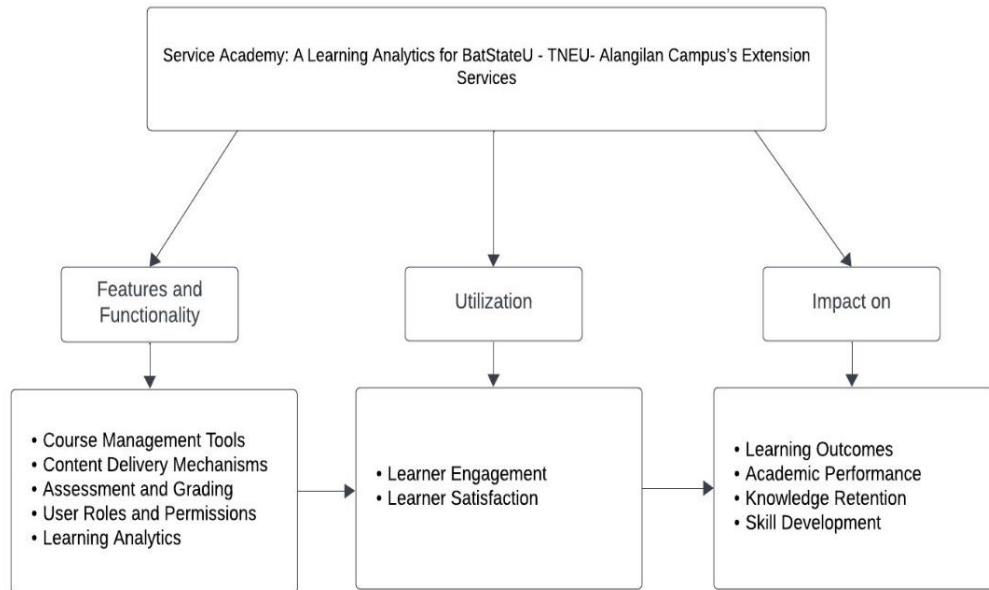 Service Academy: A Learning Analytics for BatStateU - TNEU- Alangilan Campus's Extension
Services
Features and
Functionality
Utilization
Impact on
• Course Management Tools
• Content Delivery Mechanisms
• Assessment and Grading
• User Roles and Permissions
• Learning Analytics
• Learner Engagement
• Learner Satisfaction
• Learning Outcomes
• Academic Performance
• Knowledge Retention
• Skill Development